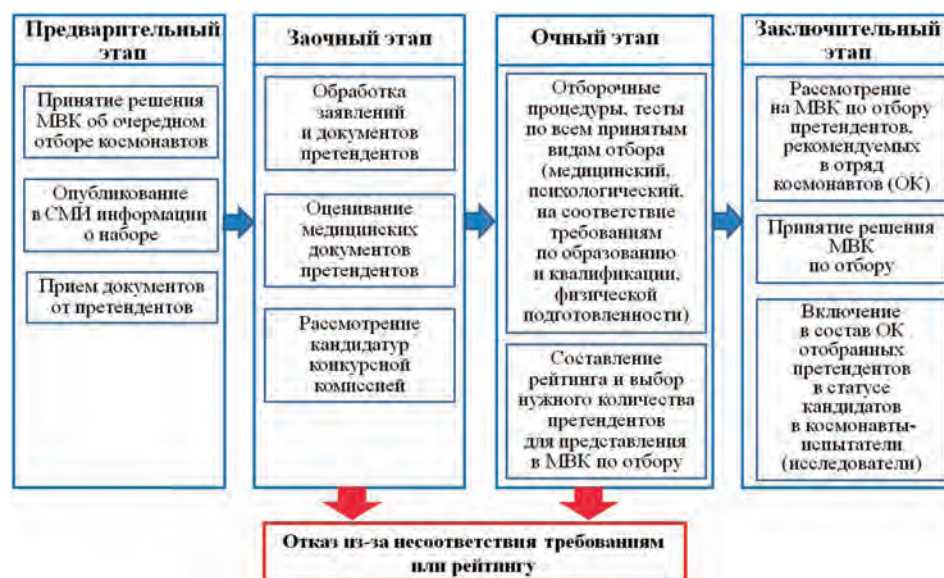 Предварительный
этап
Принятие решения
МВК об очередном
отборе космонавтов
Опубликование
в СМИ информации
о наборе
Прием документов
от претендентов
Заочный этап
Обработка
заявлений
и документов
претендентов
Оценивание
медицинских
документов
претендентов
Рассмотрение
кандидатур
конкурсной
комиссией
Очный этап
Отборочные
процедуры, тесты
по всем принятым
видам отбора
(медицинский,
психологический,
на соответствие
требованиям
по образованию
и квалификации,
физической
подготовленности)
Составление
рейтинга и выбор
нужного количества
претендентов
для представления
в МВК по отбору
Заключительный
этап
Рассмотрение
на МВК по отбору
претендентов,
рекомендуемых
в отряд
космонавтов (ОК)
Принятие решения
МВК
по отбору
Включение
в состав ОК
отобранных
претендентов
в статусе
кандидатов
в космонавты-
испытатели
(исследователи)
Отказ из-за несоответствия требованиям
или рейтингу